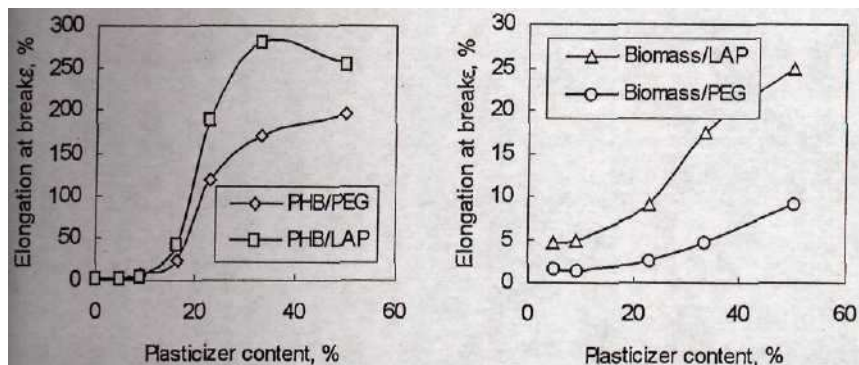 300
250
200
150
100
50
0
Elongation at breakε, %
PHB/PEG
PHB/LAP
0 20 40 60
Plasticizer content, %
30
25
20
15
10
5
0
Elongation at breakε, %
Biomass/LAP
Biomass/PEG
0 20 40 60
Plasticizer content, %